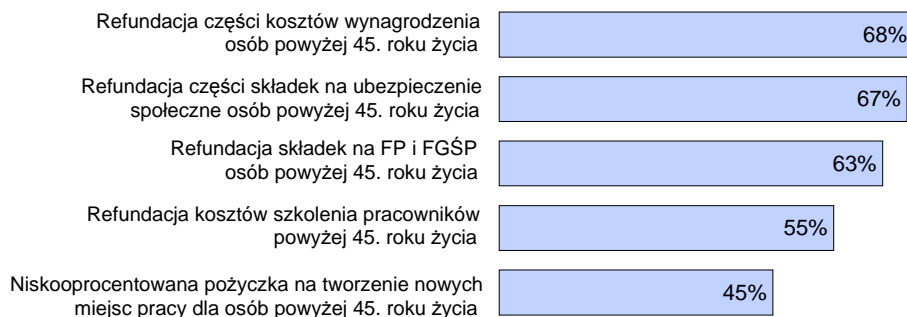 Refundacja części kosztów wynagrodzenia
osób powyżej 45. roku życia
68%
Refundacja części składek na ubezpieczenie
społeczne osób powyżej 45. roku życia
67%
Refundacja składek na FP i FGŚP
osób powyżej 45. roku życia
63%
Refundacja kosztów szkolenia pracowników
powyżej 45. roku życia
55%
Niskooprocentowana pożyczka na tworzenie nowych
miejsc pracy dla osób powyżej 45. roku życia
45%